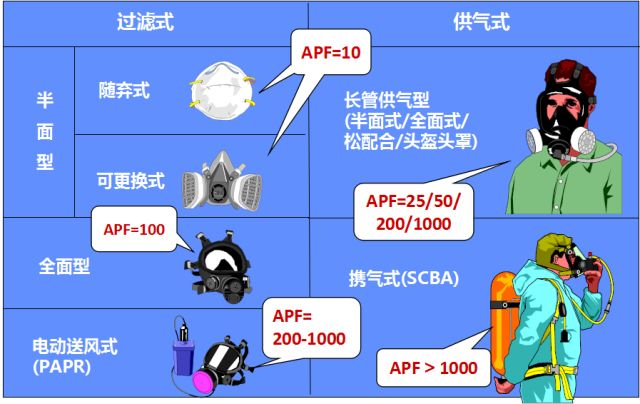 过滤式
供气式
半面型
随弃式
APF=10
可更换式
长管供气型
(半面式/全面式/
松配合/头盔头罩)
APF=25/50/
200/1000
APF=100
全面型
携气式(SCBA)
电动送风式
(PAPR)
APF=
200-1000
APF > 1000